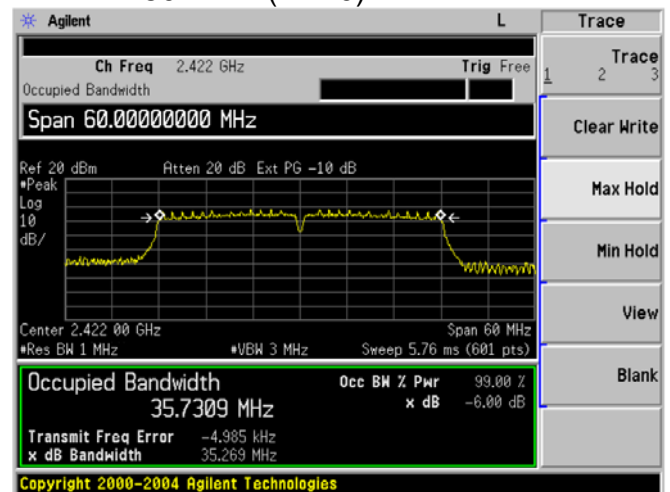 Agilent L Trace
Ch Freq 2.422 GHz Trig Free
Occupied Bandwidth
Span 60.00000000 MHz
Ref 20 dBm Atten 20 dB Ext PG -10 dB
#Peak
Log
10
dB/
Center 2.422 00 GHz Span 60 MHz
#Res BW 1 MHz #VBW 3 MHz Sweep 5.76 ms (601 pts)
Occupied Bandwidth Occ BW % Pwr 99.00 %
35.7309 MHz x dB -6.00 dB
Transmit Freq Error -4.985 kHz
x dB Bandwidth 35.269 MHz
Copyright 2000-2004 Agilent Technologies
Trace
1 2 3
Clear Write
Max Hold
Min Hold
View
Blank